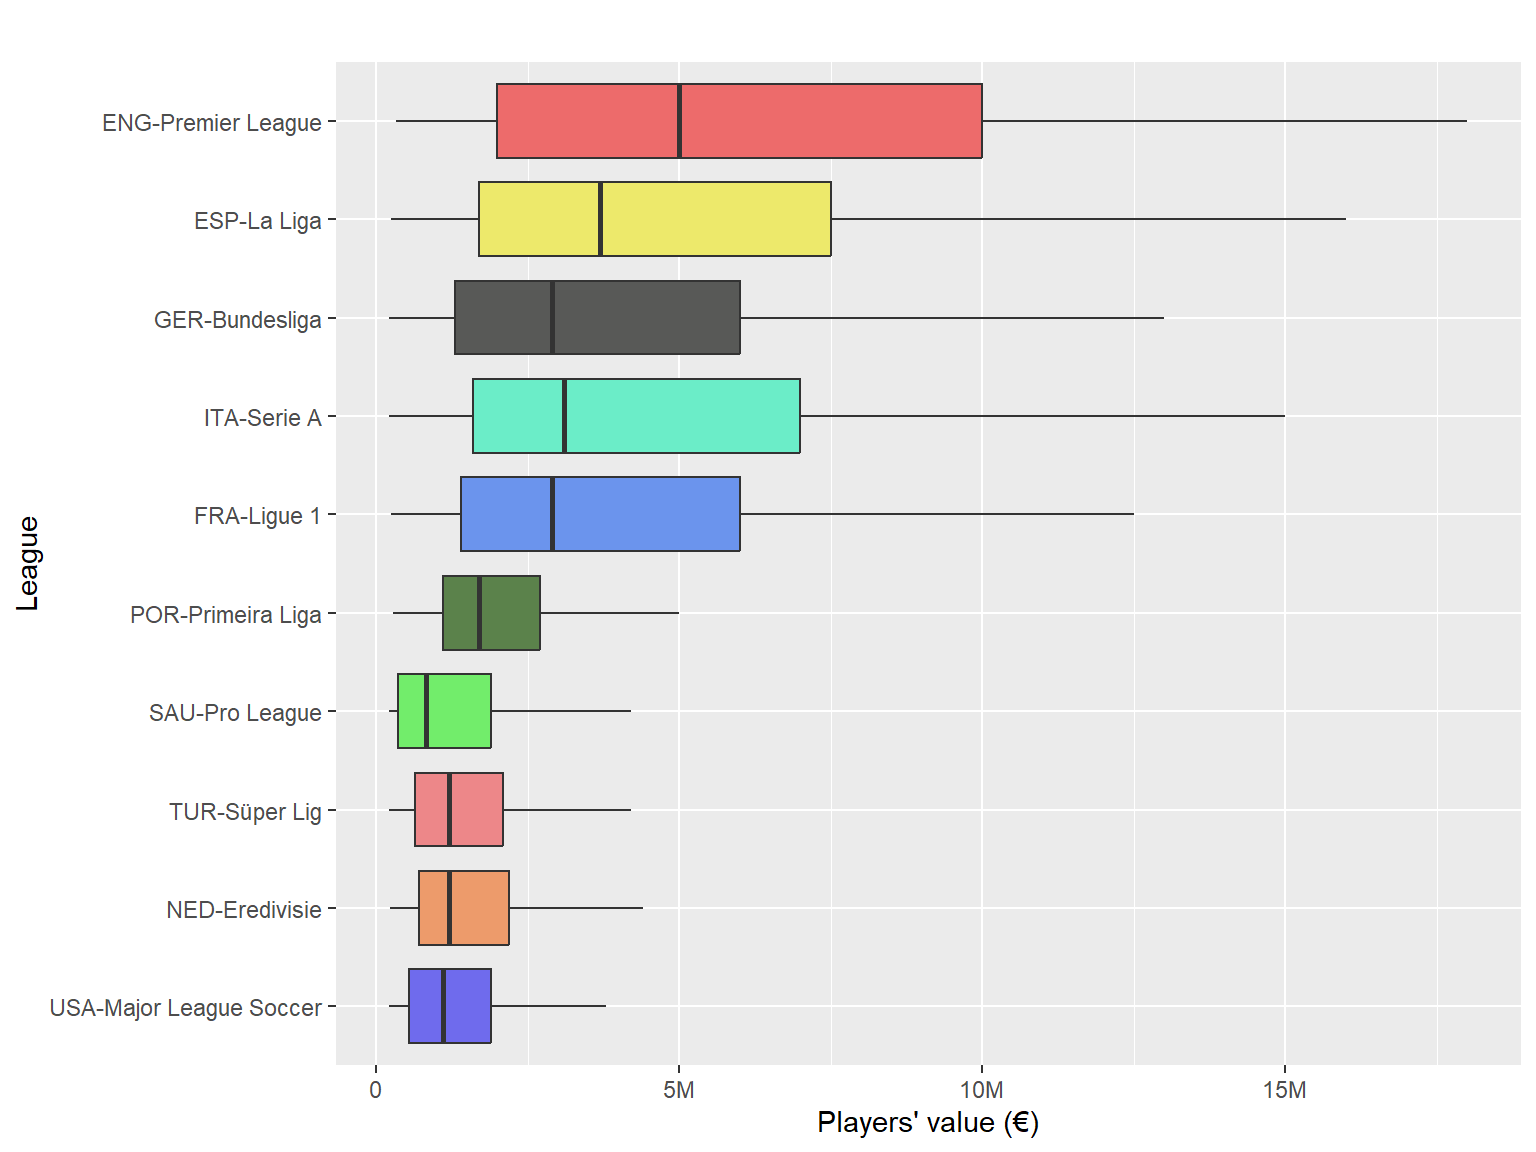 ENG-Premier League
ESP-La Liga
GER-Bundesliga
ITA-Serie A
FRA-Ligue 1
POR-Primeira Liga
SAU-Pro League
TUR-Süper Lig
NED-Eredivisie
USA-Major League Soccer
League
0 5M 10M 15M
Players' value (€)